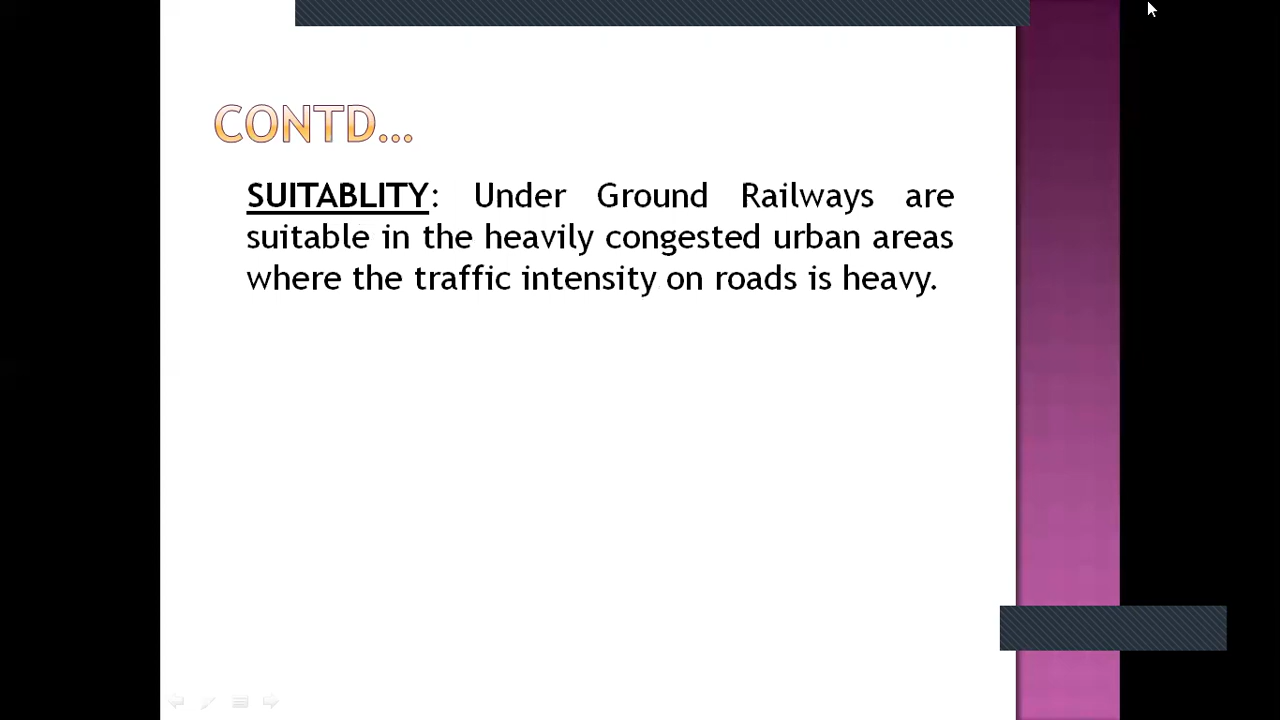 CONTD...
SUITABLITY: Under Ground Railways are
suitable in the heavily congested urban areas
where the traffic intensity on roads is heavy.